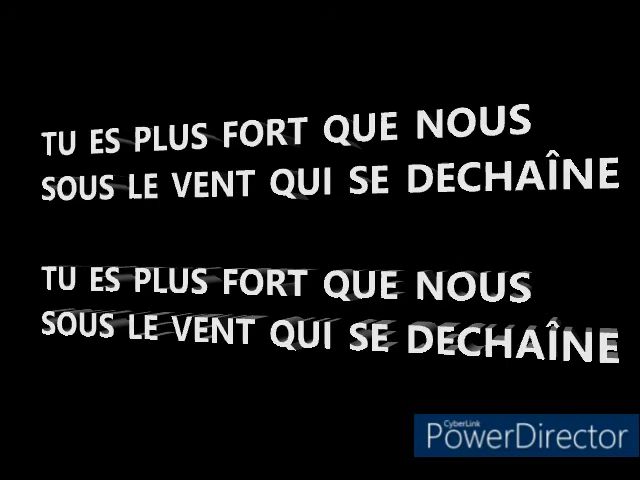 TU ES PLUS FORT QUE NOUS
SOUS LE VENT QUI SE DECHAÎNE
TU ES PLUS FORT QUE NOUS
SOUS LE VENT QUI SE DECHAÎNE
CyberLink
PowerDirector